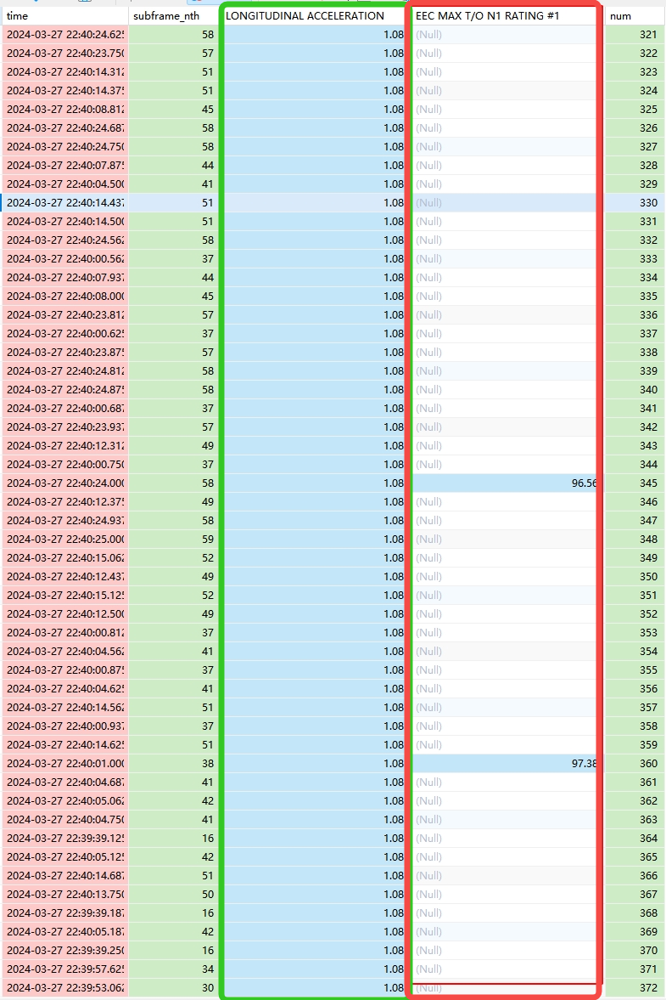 time subframe_nth LONGITUDINAL ACCELERATION EEC MAX T/O N1 RATING #1 num
2024-03-27 22:40:24.625 58 1.08 (Null) 321
2024-03-27 22:40:23.750 57 1.08 (Null) 322
2024-03-27 22:40:14.312 51 1.08 (Null) 323
2024-03-27 22:40:14.375 51 1.08 (Null) 324
2024-03-27 22:40:08.812 45 1.08 (Null) 325
2024-03-27 22:40:24.687 58 1.08 (Null) 326
2024-03-27 22:40:24.750 58 1.08 (Null) 327
2024-03-27 22:40:07.875 44 1.08 (Null) 328
2024-03-27 22:40:04.500 41 1.08 (Null) 329
2024-03-27 22:40:14.437 51 1.08 (Null) 330
2024-03-27 22:40:14.500 51 1.08 (Null) 331
2024-03-27 22:40:24.562 58 1.08 (Null) 332
2024-03-27 22:40:00.562 37 1.08 (Null) 333
2024-03-27 22:40:07.937 44 1.08 (Null) 334
2024-03-27 22:40:08.000 45 1.08 (Null) 335
2024-03-27 22:40:23.812 57 1.08 (Null) 336
2024-03-27 22:40:00.625 37 1.08 (Null) 337
2024-03-27 22:40:23.875 57 1.08 (Null) 338
2024-03-27 22:40:24.812 58 1.08 (Null) 339
2024-03-27 22:40:24.875 58 1.08 (Null) 340
2024-03-27 22:40:00.687 37 1.08 (Null) 341
2024-03-27 22:40:23.937 57 1.08 (Null) 342
2024-03-27 22:40:12.312 49 1.08 (Null) 343
2024-03-27 22:40:00.750 37 1.08 (Null) 344
2024-03-27 22:40:24.000 58 1.08 96.56 345
2024-03-27 22:40:12.375 49 1.08 (Null) 346
2024-03-27 22:40:24.937 58 1.08 (Null) 347
2024-03-27 22:40:25.000 59 1.08 (Null) 348
2024-03-27 22:40:15.062 52 1.08 (Null) 349
2024-03-27 22:40:12.437 49 1.08 (Null) 350
2024-03-27 22:40:15.125 52 1.08 (Null) 351
2024-03-27 22:40:12.500 49 1.08 (Null) 352
2024-03-27 22:40:00.812 37 1.08 (Null) 353
2024-03-27 22:40:04.562 41 1.08 (Null) 354
2024-03-27 22:40:00.875 37 1.08 (Null) 355
2024-03-27 22:40:04.625 41 1.08 (Null) 356
2024-03-27 22:40:14.562 51 1.08 (Null) 357
2024-03-27 22:40:00.937 37 1.08 (Null) 358
2024-03-27 22:40:14.625 51 1.08 (Null) 359
2024-03-27 22:40:01.000 38 1.08 97.38 360
2024-03-27 22:40:04.687 41 1.08 (Null) 361
2024-03-27 22:40:05.062 42 1.08 (Null) 362
2024-03-27 22:40:04.750 41 1.08 (Null) 363
2024-03-27 22:39:39.125 16 1.08 (Null) 364
2024-03-27 22:40:05.125 42 1.08 (Null) 365
2024-03-27 22:40:14.687 51 1.08 (Null) 366
2024-03-27 22:40:13.750 50 1.08 (Null) 367
2024-03-27 22:39:39.187 16 1.08 (Null) 368
2024-03-27 22:40:05.187 42 1.08 (Null) 369
2024-03-27 22:39:39.250 16 1.08 (Null) 370
2024-03-27 22:39:57.625 34 1.08 (Null) 371
2024-03-27 22:39:53.062 30 1.08 (Null) 372